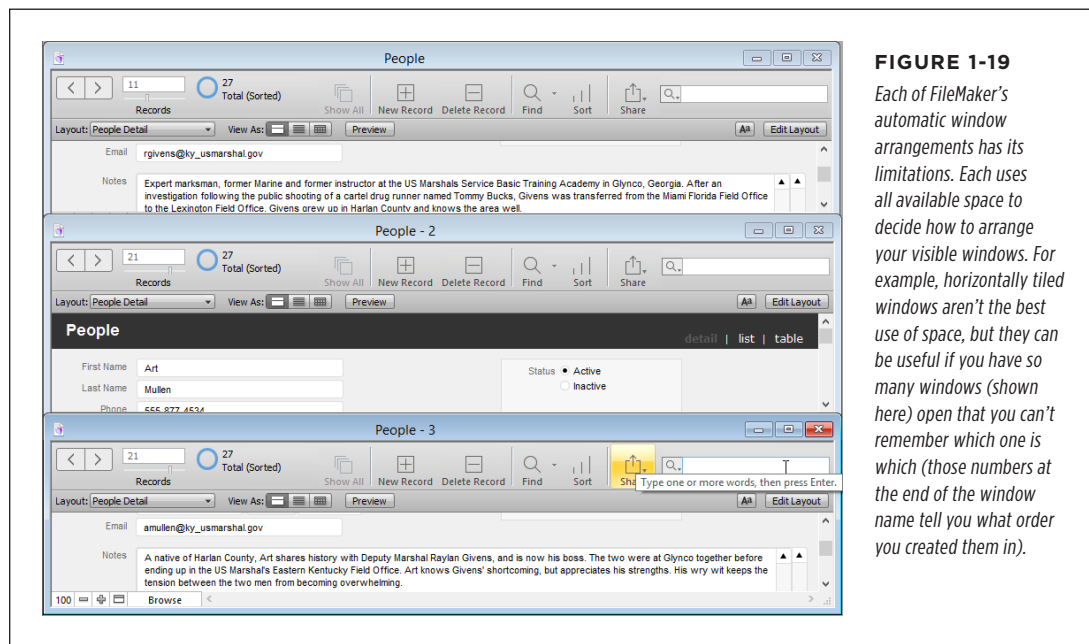 People
11
27
Total (Sorted)
Records
Show All
New Record
Delete Record
Find
Sort
Share
Layout: People Detail
View As:
Preview
Aa
Edit Layout
Email
rgivens@ky_usmarshal.gov
Notes
Expert marksman, former Marine and former instructor at the US Marshals Service Basic Training Academy in Glynco, Georgia. After an
investigation following the public shooting of a cartel drug runner named Tommy Bucks, Givens was transferred from the Miami Florida Field Office
to the Lexington Field Office. Givens grew up in Harlan County and knows the area well.
People - 2
21
27
Total (Sorted)
Records
Show All
New Record
Delete Record
Find
Sort
Share
Layout: People Detail
View As:
Preview
Aa
Edit Layout
People
detail | list | table
First Name
Art
Last Name
Mullen
Status
Active
Inactive
Phone
555-877-4534
People - 3
21
27
Total (Sorted)
Records
Show All
New Record
Delete Record
Find
Sort
Type one or more words, then press Enter.
Layout: People Detail
View As:
Preview
Aa
Edit Layout
Email
amullen@ky_usmarshal.gov
Notes
A native of Harlan County, Art shares history with Deputy Marshal Raylan Givens, and is now his boss. The two were at Glynco together before
ending up in the US Marshal's Eastern Kentucky Field Office. Art knows Givens' shortcoming, but appreciates his strengths. His wry wit keeps the
tension between the two men from becoming overwhelming.
100
Browse
FIGURE 1-19
Each of FileMaker's
automatic window
arrangements has its
limitations. Each uses
all available space to
decide how to arrange
your visible windows. For
example, horizontally tiled
windows aren't the best
use of space, but they can
be useful if you have so
many windows (shown
here) open that you can't
remember which one is
which (those numbers at
the end of the window
name tell you what order
you created them in).